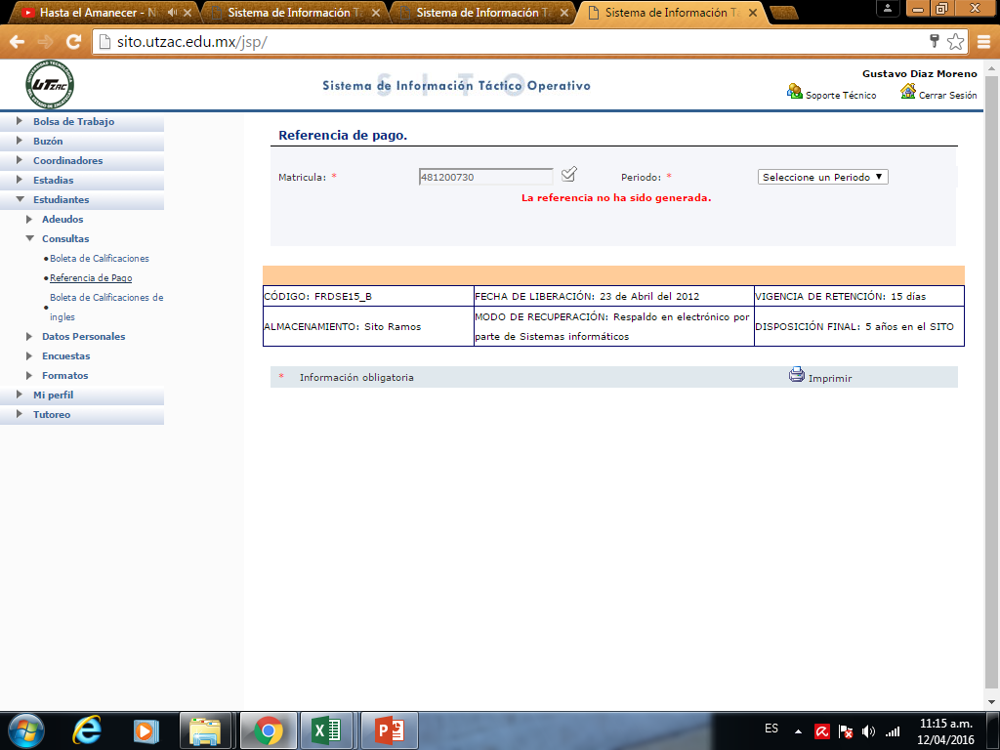 Hasta el Amanecer - N
Sistema de Información T
Sistema de Información T
Sistema de Información Ta
sito.utzac.edu.mx/jsp/
UTZAC
S I T O
Sistema de Información Táctico Operativo
Gustavo Diaz Moreno
Soporte Técnico
Cerrar Sesión
Bolsa de Trabajo
Buzón
Coordinadores
Estadias
Estudiantes
Adeudos
Consultas
Boleta de Calificaciones
Referencia de Pago
Boleta de Calificaciones de
ingles
Datos Personales
Encuestas
Formatos
Mi perfil
Tutoreo
Referencia de pago.
Matricula: *
481200730
Periodo: *
Seleccione un Periodo
La referencia no ha sido generada.
CÓDIGO: FRDSE15_B
FECHA DE LIBERACIÓN: 23 de Abril del 2012
VIGENCIA DE RETENCIÓN: 15 días
ALMACENAMIENTO: Sito Ramos
MODO DE RECUPERACIÓN: Respaldo en electrónico por
parte de Sistemas informáticos
DISPOSICIÓN FINAL: 5 años en el SITO
* Información obligatoria
Imprimir
ES
11:15 a.m.
12/04/2016